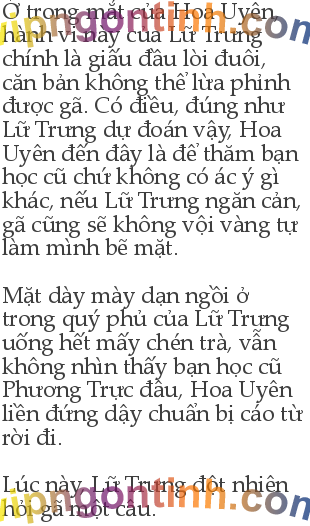 Ở trong mắt của Hoa Uyên,
hành vi này của Lữ Trưng
chính là giấu đầu lòi đuôi,
căn bản không thể lừa phỉnh
được gã. Có điều, đúng như
Lữ Trưng dự đoán vậy, Hoa
Uyên đến đây là để thăm bạn
học cũ chứ không có ác ý gì
khác, nếu Lữ Trưng ngăn cản,
gã cũng sẽ không vội vàng tự
làm mình bẽ mặt.

Mặt dày mày dạn ngồi ở
trong quý phủ của Lữ Trưng
uống hết mấy chén trà, vẫn
không nhìn thấy bạn học cũ
Phương Trực đâu, Hoa Uyên
liền đứng dậy chuẩn bị cáo từ
rời đi.

Lúc này, Lữ Trưng đột nhiên
hỏi gã một câu.
vipngontinh.com
vipngontinh.com